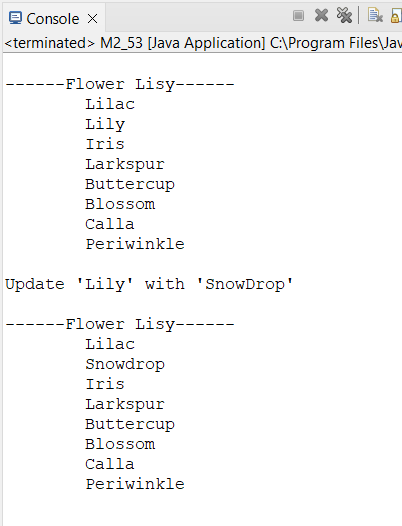 Console
<terminated> M2_53 [Java Application] C:\Program Files\Jav
------Flower Lisy------
Lilac
Lily
Iris
Larkspur
Buttercup
Blossom
Calla
Periwinkle
Update 'Lily' with 'SnowDrop'
------Flower Lisy------
Lilac
Snowdrop
Iris
Larkspur
Buttercup
Blossom
Calla
Periwinkle